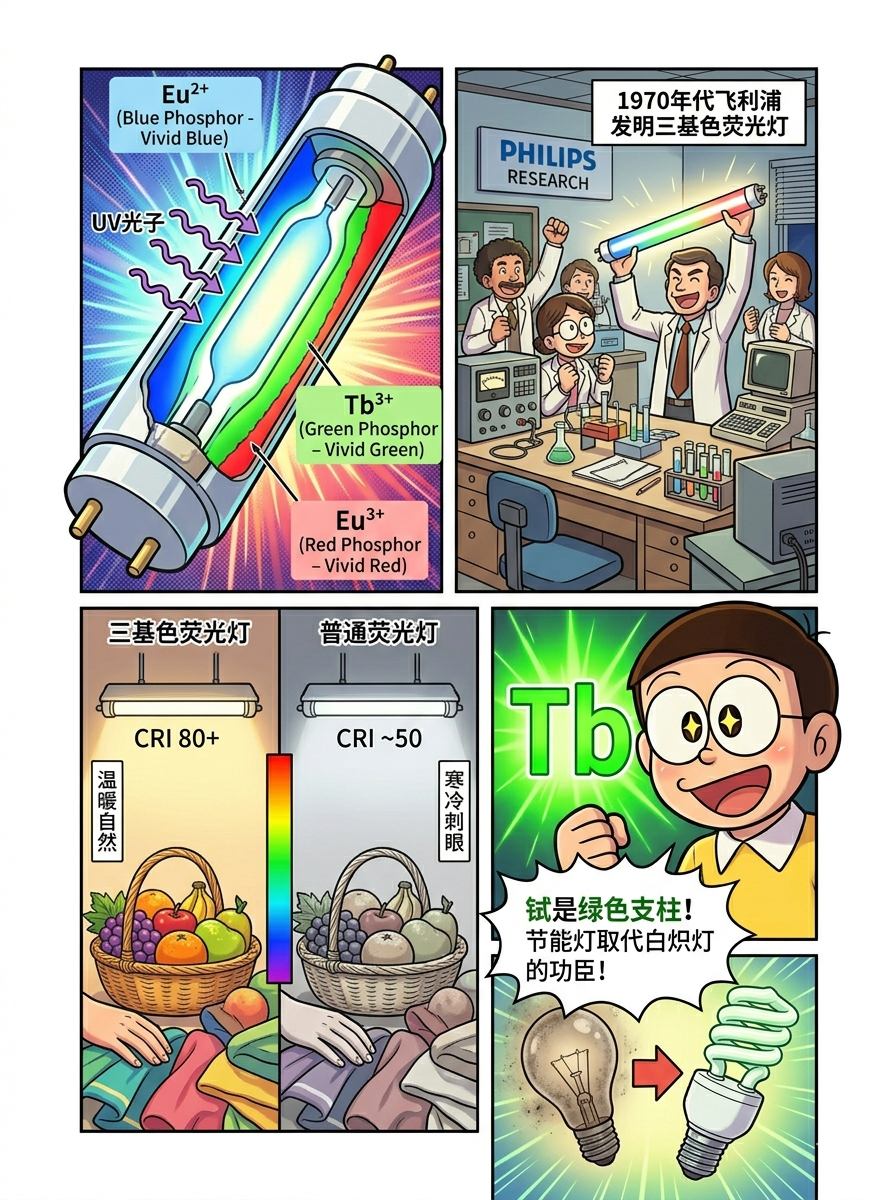 Eu²⁺
(Blue Phosphor -
Vivid Blue)
UV光子
Tb³⁺
(Green Phosphor
– Vivid Green)
Eu³⁺
(Red Phosphor
– Vivid Red)
1970年代飞利浦
发明三基色荧光灯
PHILIPS
RESEARCH
三基色荧光灯
CRI 80+
温暖自然
普通荧光灯
CRI ~50
寒冷刺眼
Tb
铽是绿色支柱！
节能灯取代白炽灯
的功臣！